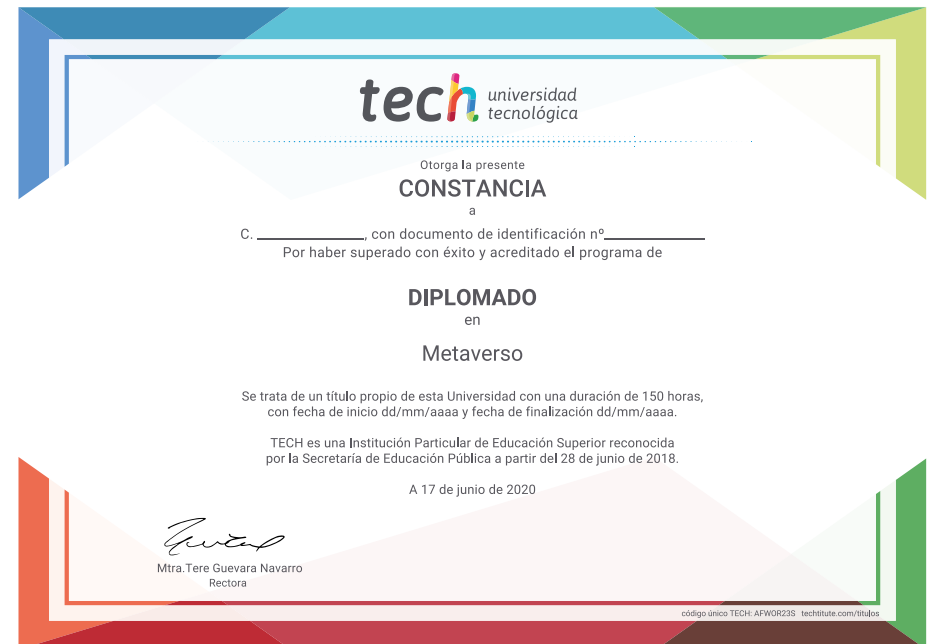 tech universidad
tecnológica
Otorga la presente
CONSTANCIA
a
C. ____________, con documento de identificación nº____________
Por haber superado con éxito y acreditado el programa de
DIPLOMADO
en
Metaverso
Se trata de un título propio de esta Universidad con una duración de 150 horas,
con fecha de inicio dd/mm/aaaa y fecha de finalización dd/mm/aaaa.
TECH es una Institución Particular de Educación Superior reconocida
por la Secretaría de Educación Pública a partir del 28 de junio de 2018.
A 17 de junio de 2020
Mtra.Tere Guevara Navarro
Rectora
código único TECH: AFWOR23S techtitute.com/titulos